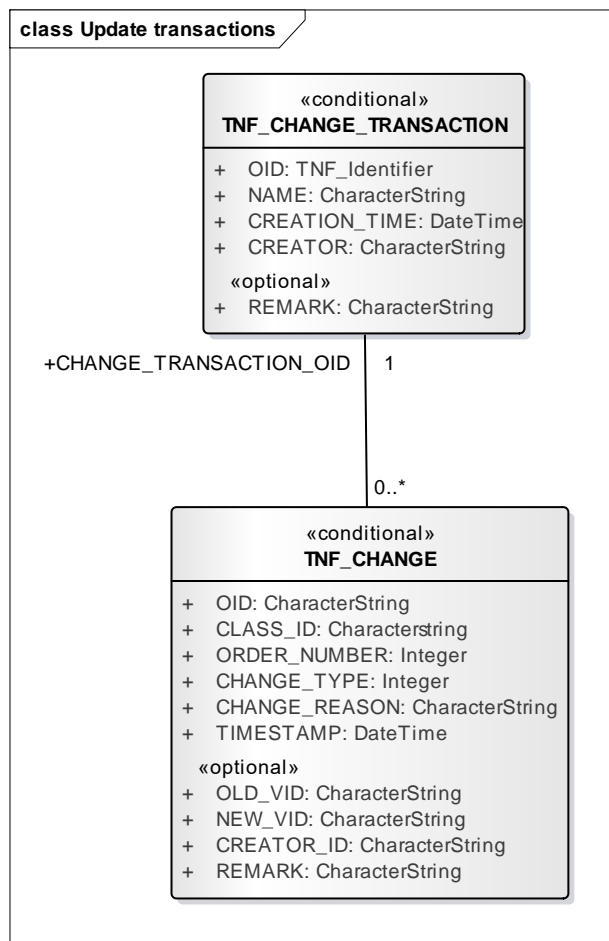 class Update transactions
«conditional»
TNF_CHANGE_TRANSACTION
+ OID: TNF_Identifier
+ NAME: CharacterString
+ CREATION_TIME: DateTime
+ CREATOR: CharacterString
«optional»
+ REMARK: CharacterString
+CHANGE_TRANSACTION_OID 1
0..*
«conditional»
TNF_CHANGE
+ OID: CharacterString
+ CLASS_ID: Characterstring
+ ORDER_NUMBER: Integer
+ CHANGE_TYPE: Integer
+ CHANGE_REASON: CharacterString
+ TIMESTAMP: DateTime
«optional»
+ OLD_VID: CharacterString
+ NEW_VID: CharacterString
+ CREATOR_ID: CharacterString
+ REMARK: CharacterString